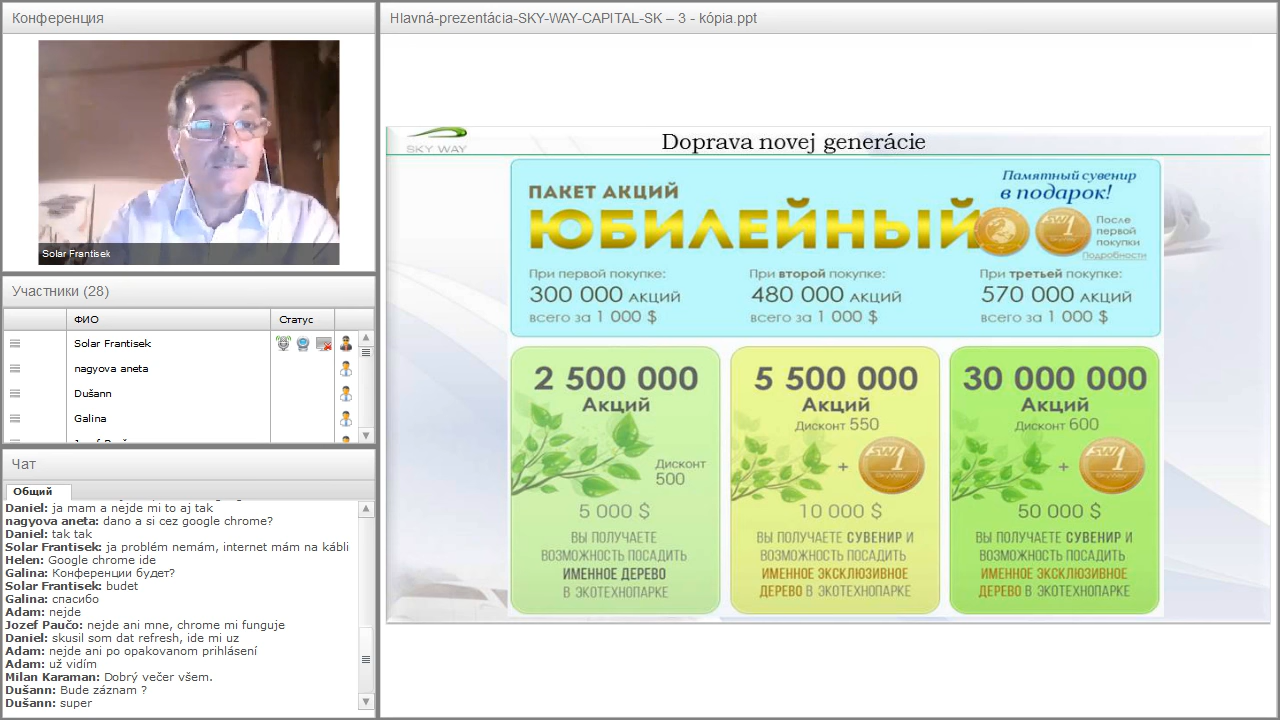 Конференция
Solar Frantisek
Участники (28)
ФИО
Статус
Solar Frantisek
nagyova aneta
Dušann
Galina
Чат
Общий
Daniel: ja mam a nejde mi to aj tak
nagyova aneta: dano a si cez google chrome?
Daniel: tak tak
Solar Frantisek: ja problém nemám, internet mám na kábli
Helen: Google chrome ide
Galina: Конференции будет?
Solar Frantisek: budet
Galina: спасибо
Adam: nejde
Jozef Paučo: nejde ani mne, chrome mi funguje
Daniel: skusil som dat refresh, ide mi uz
Adam: nejde ani po opakovanom prihlásení
Adam: už vidím
Milan Karaman: Dobrý večer všem.
Dušann: Bude záznam ?
Dušann: super
Hlavná-prezentácia-SKY-WAY-CAPITAL-SK – 3 - kópia.ppt
SKY WAY
Doprava novej generácie
ПАКЕТ АКЦИЙ
ЮБИЛЕЙНЫЙ
Памятный сувенир
в подарок!
SW1
После
первой
покупки
Подробности
При первой покупке:
300 000 акций
всего за 1 000 $
При второй покупке:
480 000 акций
всего за 1 000 $
При третьей покупке:
570 000 акций
всего за 1 000 $
2 500 000
Акций
Дисконт
500
5 000 $
ВЫ ПОЛУЧАЕТЕ
ВОЗМОЖНОСТЬ ПОСАДИТЬ
ИМЕННОЕ ДЕРЕВО
В ЭКОТЕХНОПАРКЕ
5 500 000
Акций
Дисконт 550
+
SW1
10 000 $
ВЫ ПОЛУЧАЕТЕ СУВЕНИР И
ВОЗМОЖНОСТЬ ПОСАДИТЬ
ИМЕННОЕ ЭКСКЛЮЗИВНОЕ
ДЕРЕВО В ЭКОТЕХНОПАРКЕ
30 000 000
Акций
Дисконт 600
+
SW1
50 000 $
ВЫ ПОЛУЧАЕТЕ СУВЕНИР И
ВОЗМОЖНОСТЬ ПОСАДИТЬ
ИМЕННОЕ ЭКСКЛЮЗИВНОЕ
ДЕРЕВО В ЭКОТЕХНОПАРКЕ